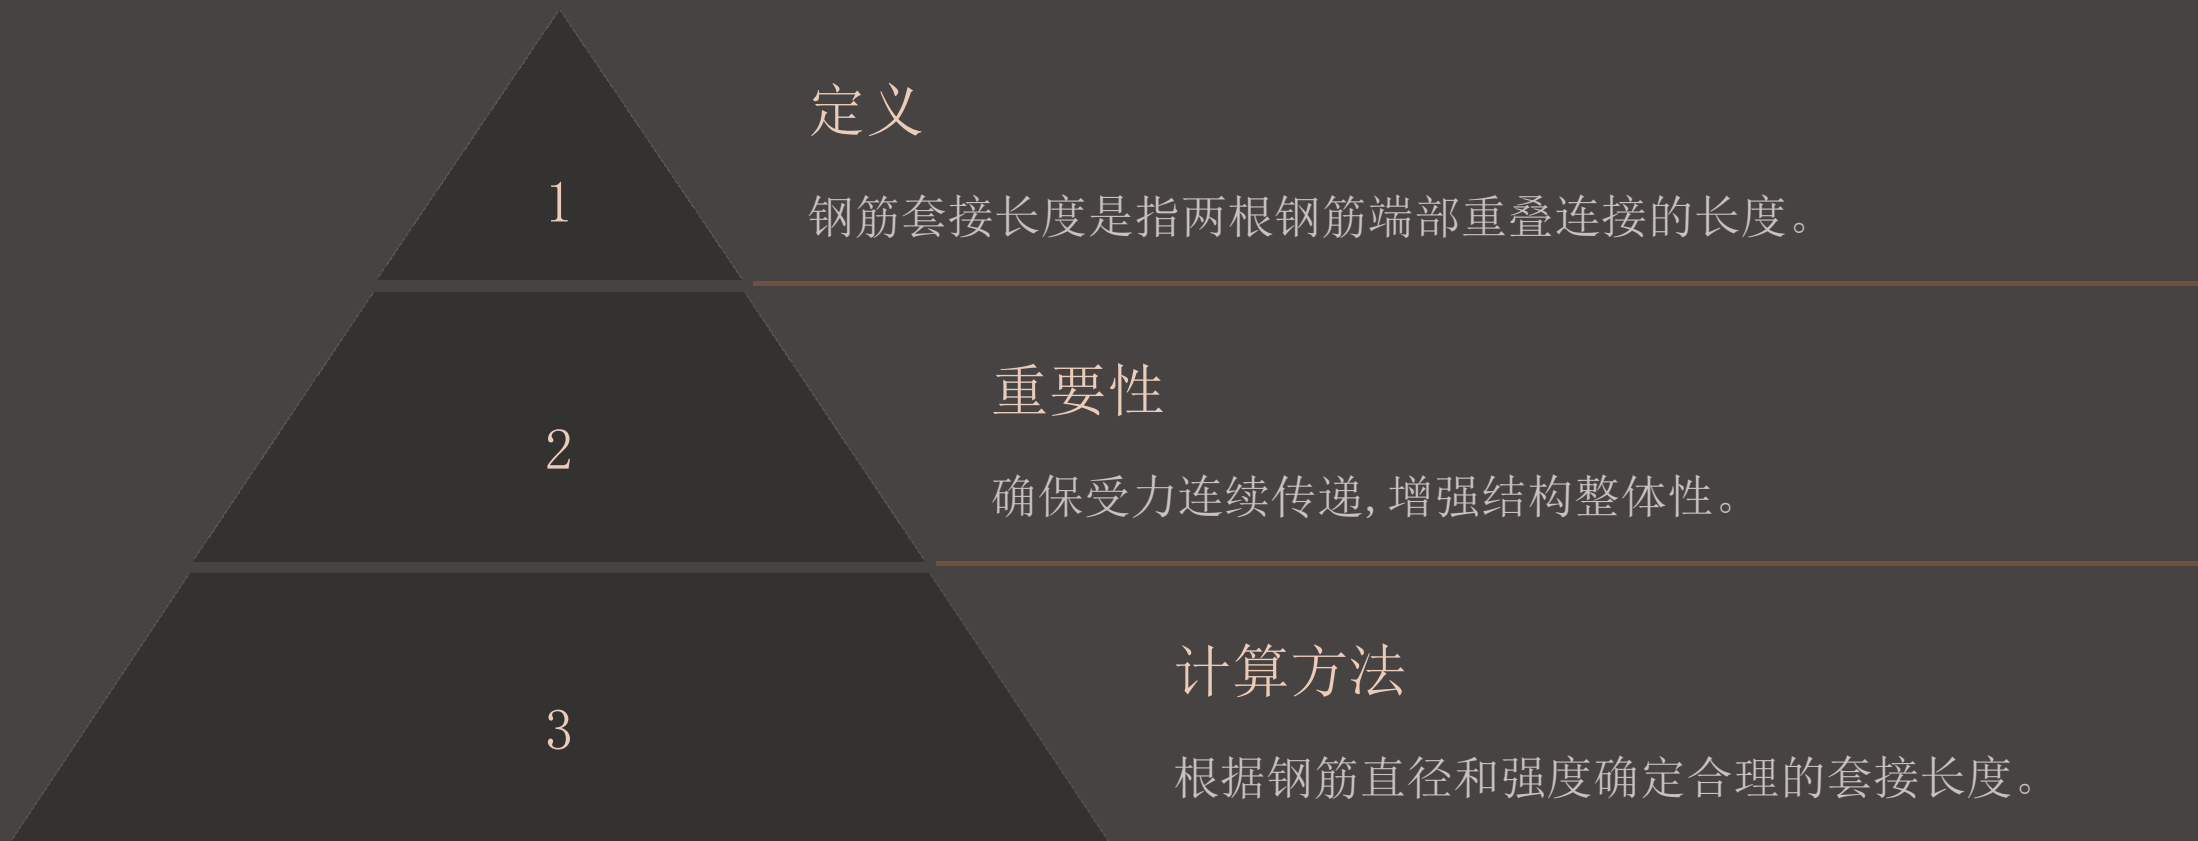 1
定义
钢筋套接长度是指两根钢筋端部重叠连接的长度。
2
重要性
确保受力连续传递,增强结构整体性。
3
计算方法
根据钢筋直径和强度确定合理的套接长度。